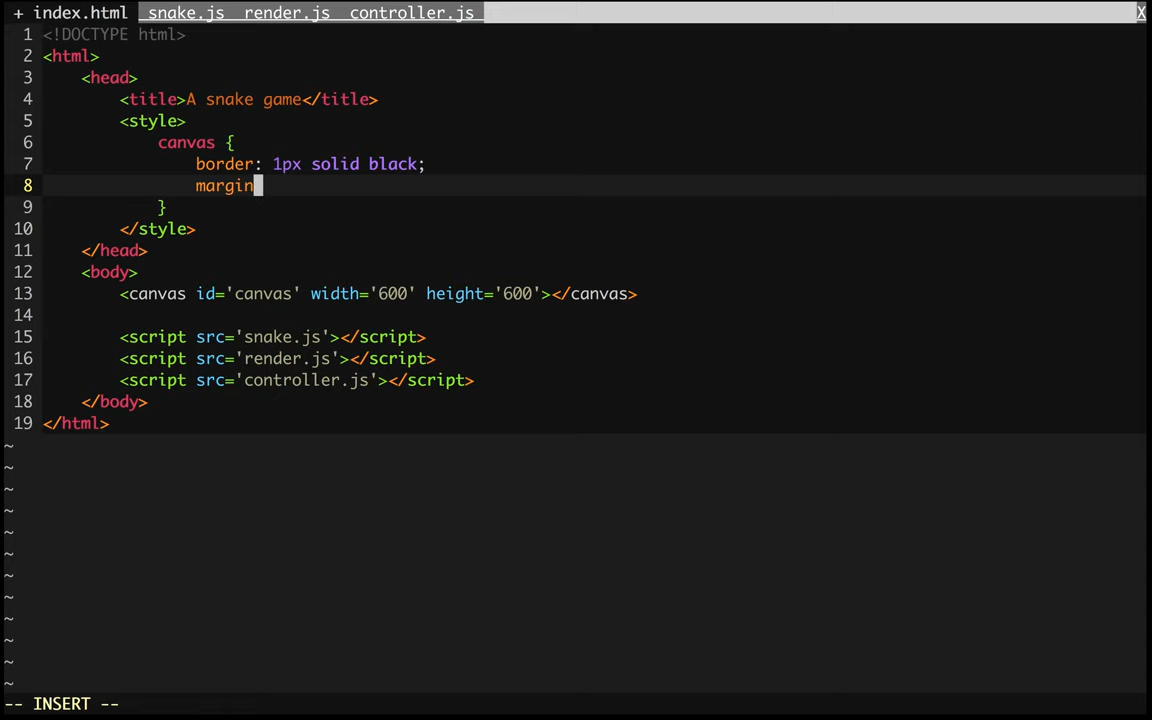 + index.html snake.js render.js controller.js X
1 <!DOCTYPE html>
2 <html>
3 <head>
4 <title>A snake game</title>
5 <style>
6 canvas {
7 border: 1px solid black;
8 margin
9 }
10 </style>
11 </head>
12 <body>
13 <canvas id='canvas' width='600' height='600'></canvas>
14
15 <script src='snake.js'></script>
16 <script src='render.js'></script>
17 <script src='controller.js'></script>
18 </body>
19 </html>
~
~
~
~
~
~
~
~
~
~
~
~
-- INSERT --